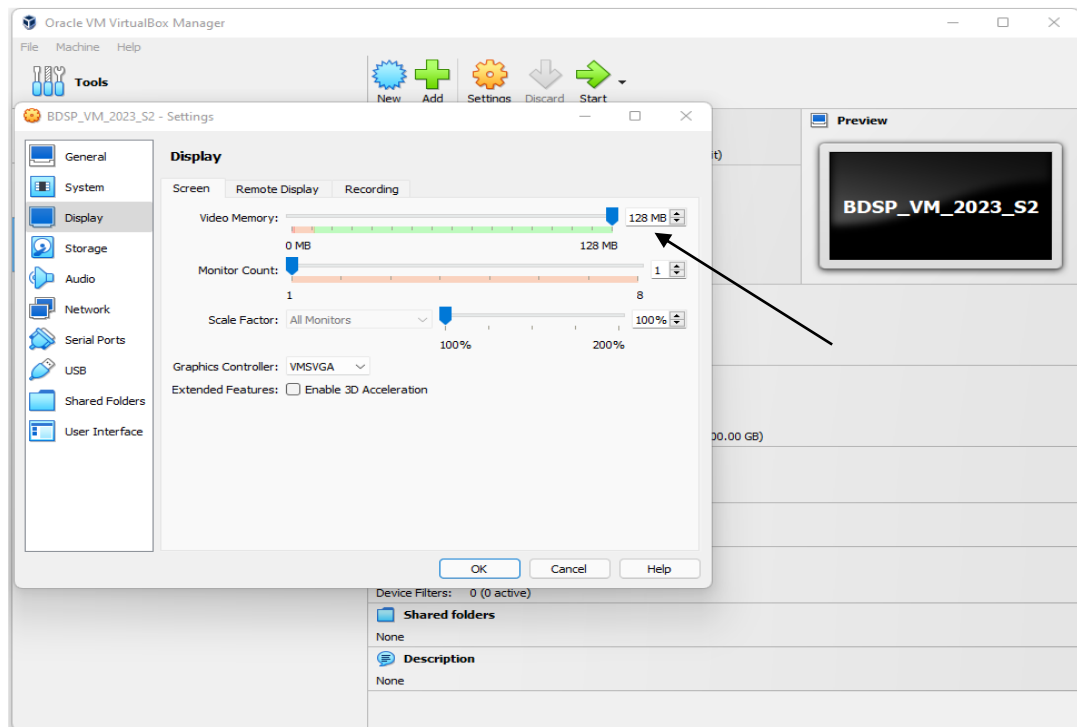 Oracle VM VirtualBox Manager
File Machine Help
Tools
New Add Settings Discard Start
BDSP_VM_2023_S2 - Settings
General
System
Display
Storage
Audio
Network
Serial Ports
USB
Shared Folders
User Interface
Display
Screen Remote Display Recording
Video Memory: 128 MB
0 MB 128 MB
Monitor Count: 1
1 8
Scale Factor: All Monitors 100%
100% 200%
Graphics Controller: VMSVGA
Extended Features: Enable 3D Acceleration
OK Cancel Help
Preview
BDSP_VM_2023_S2
it)
00.00 GB)
Device Filters: 0 (0 active)
Shared folders
None
Description
None